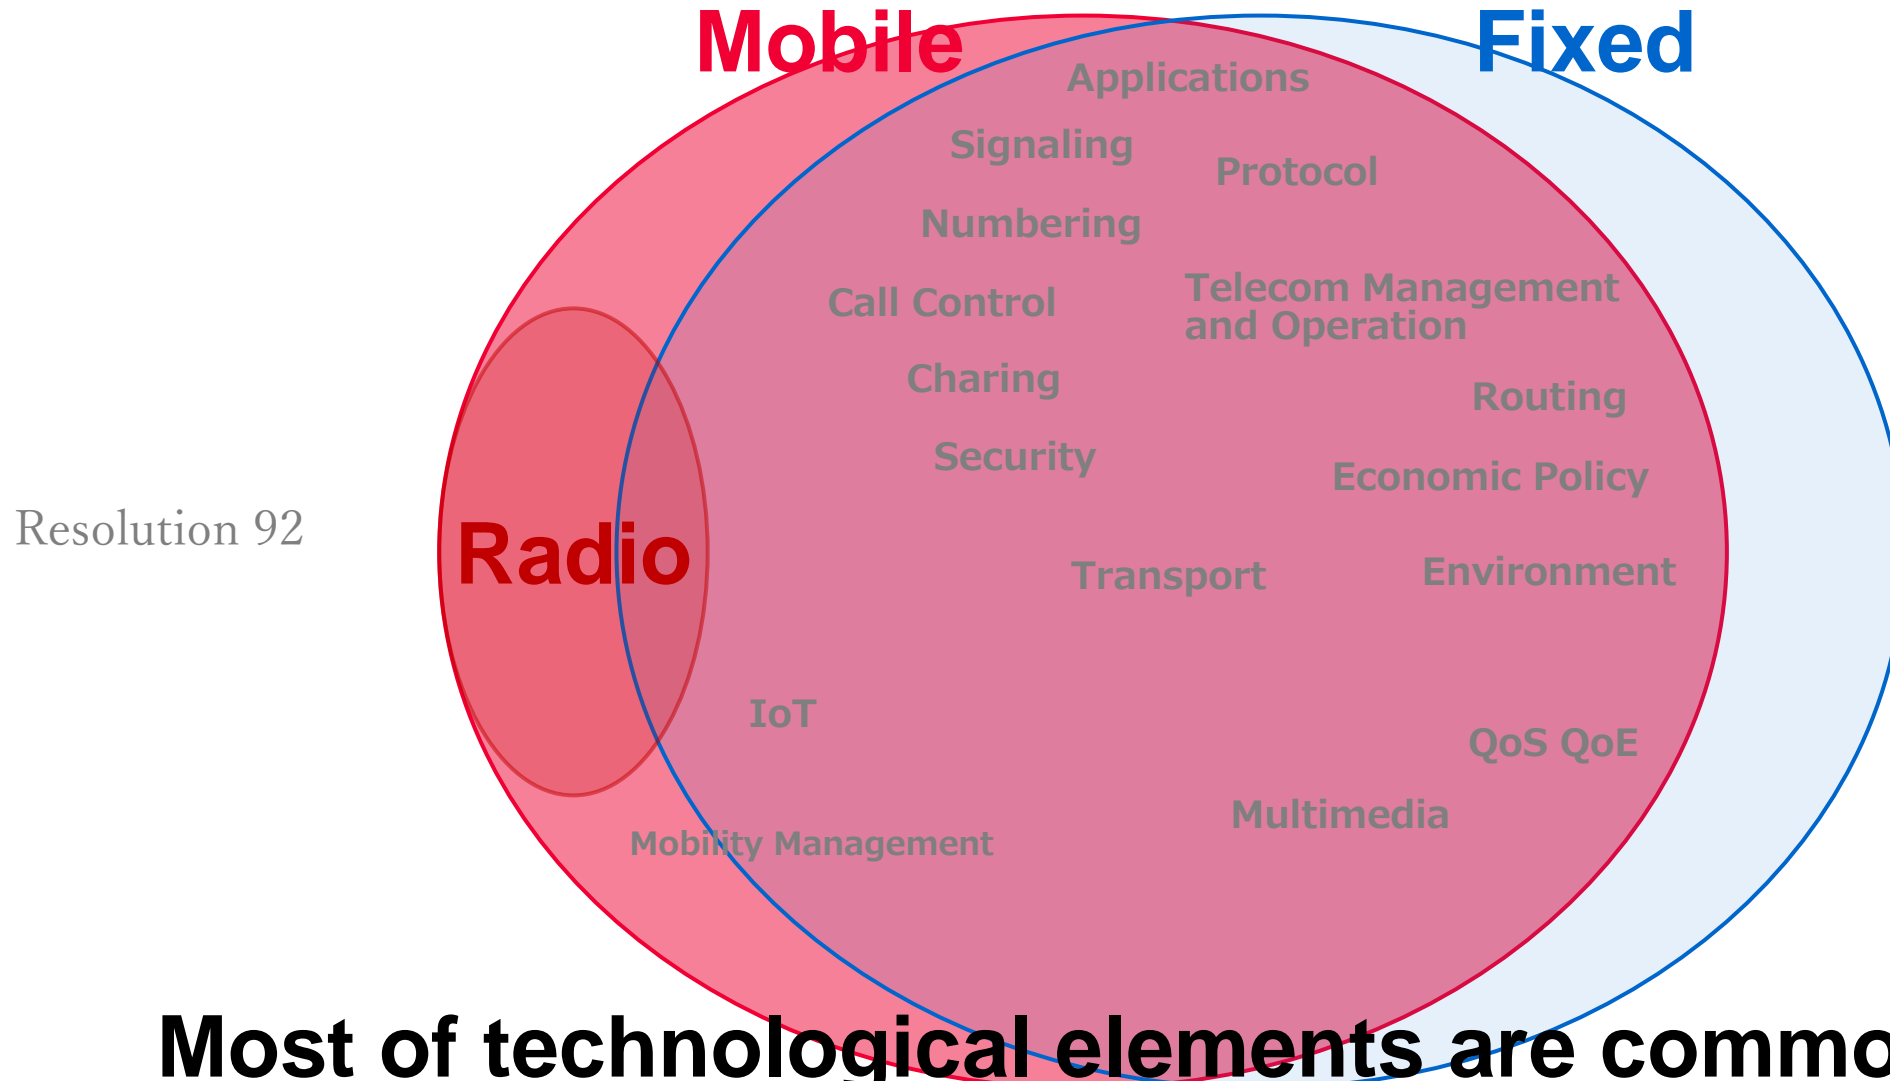 Mobile
Fixed
Applications
Signaling
Protocol
Numbering
Telecom Management
and Operation
Call Control
Charing
Routing
Security
Economic Policy
Resolution 92
Radio
Transport
Environment
IoT
QoS QoE
Multimedia
Mobility Management
Most of technological elements are commo